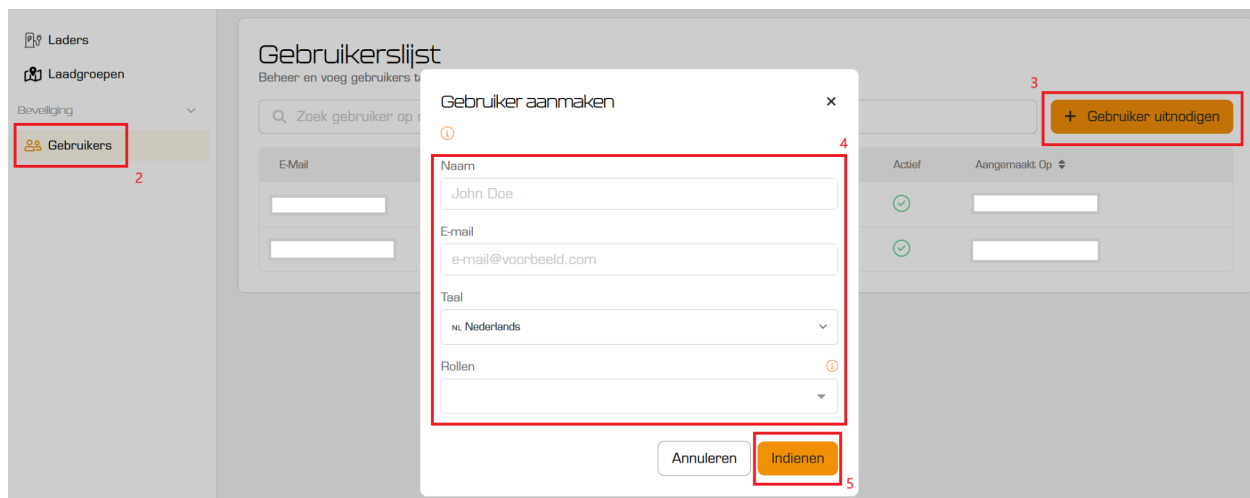 Laders
Laadgroepen
Beveiliging
Gebruikers
2
Gebruikerslijst
Beheer en voeg gebruikers
Zoek gebruiker op
3
+ Gebruiker uitnodigen
E-Mail
Actief
Aangemaakt Op
Gebruiker aanmaken
4
Naam
John Doe
E-mail
e-mail@voorbeeld.com
Taal
NL Nederlands
Rollen
Annuleren
Indienen
5